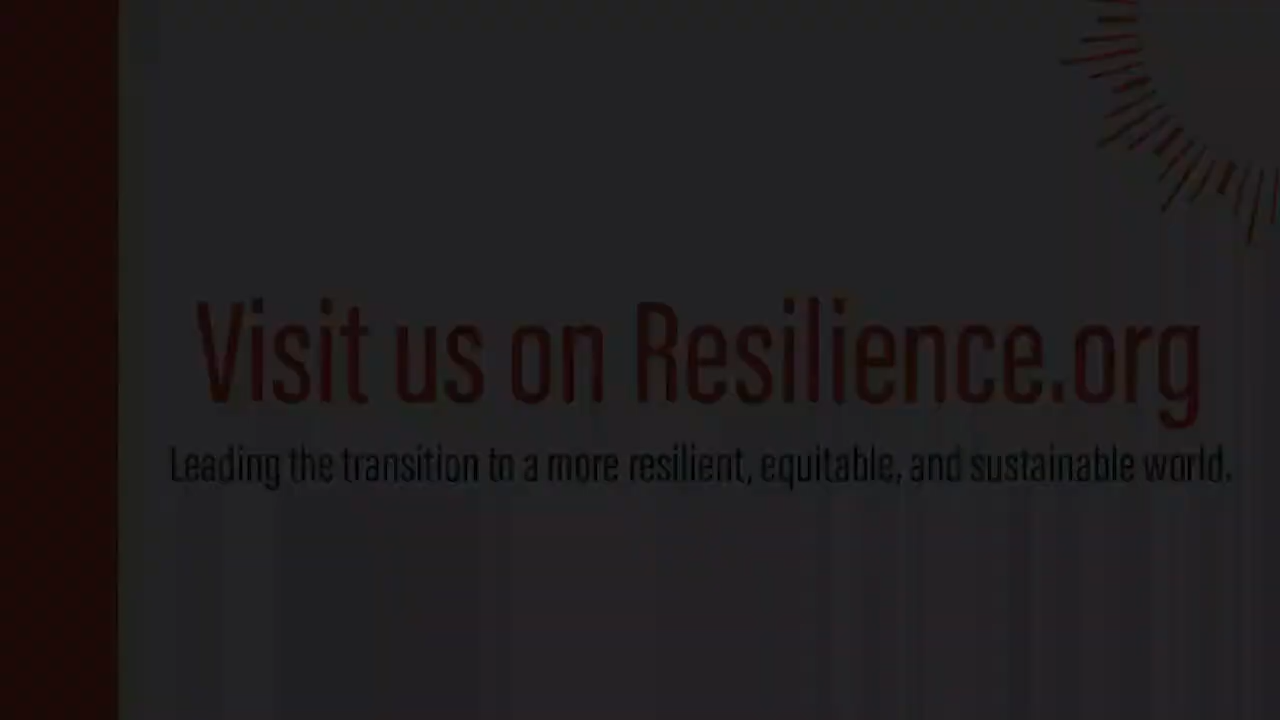 Visit us on Resilience.org
Leading the transition to a more resilient, equitable, and sustainable world.